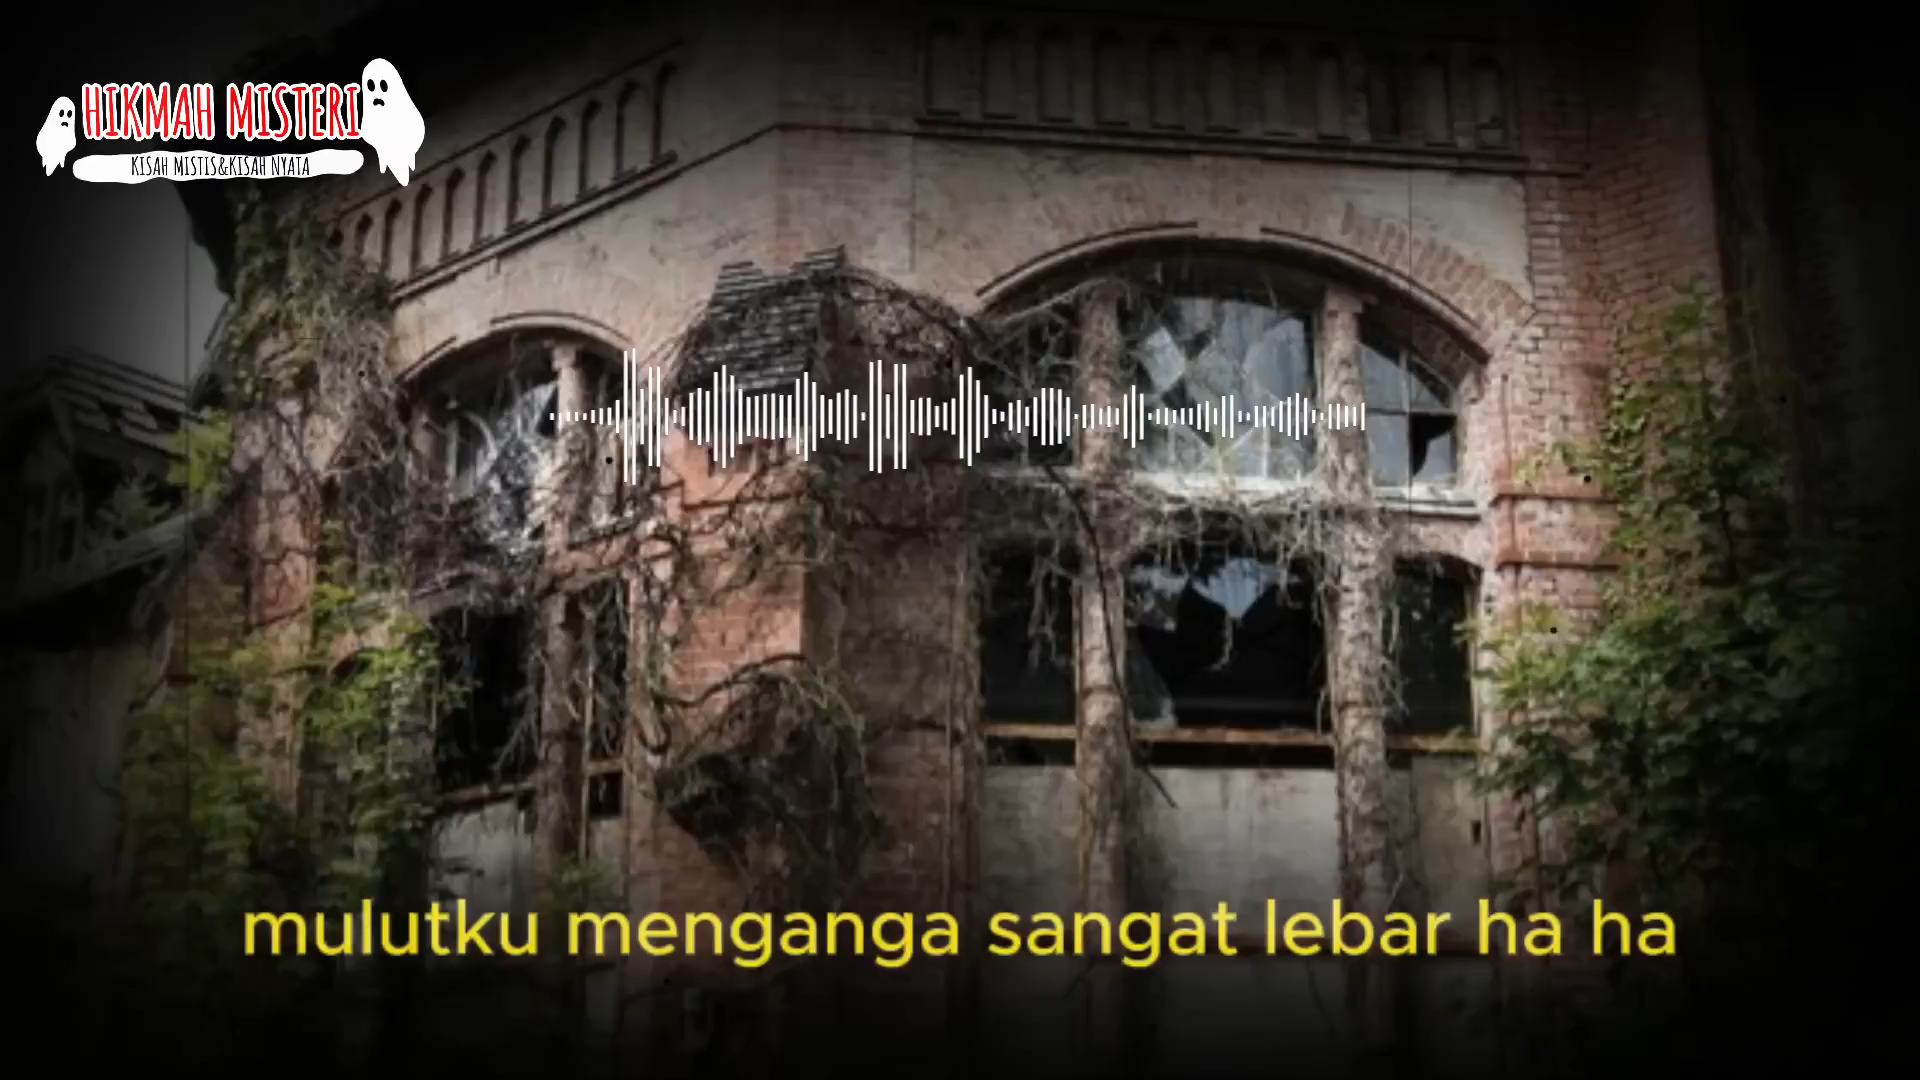 HIKMAH MISTERI
KISAH MISTIS&KISAH NYATA
mulutku menganga sangat lebar ha ha